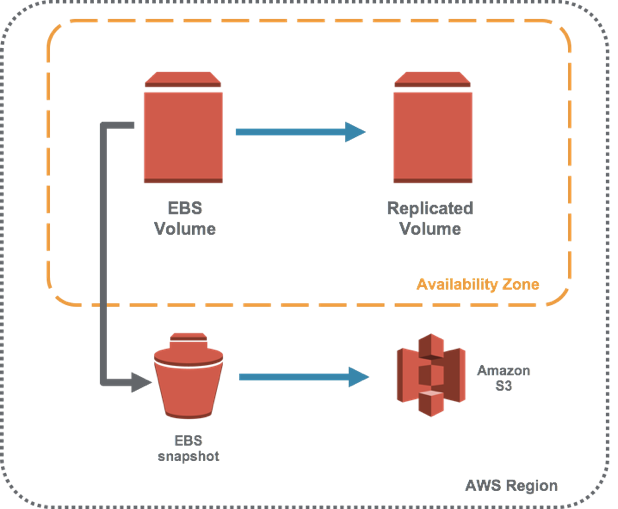 EBS
Volume
Replicated
Volume
Availability Zone
EBS
snapshot
Amazon
S3
AWS Region